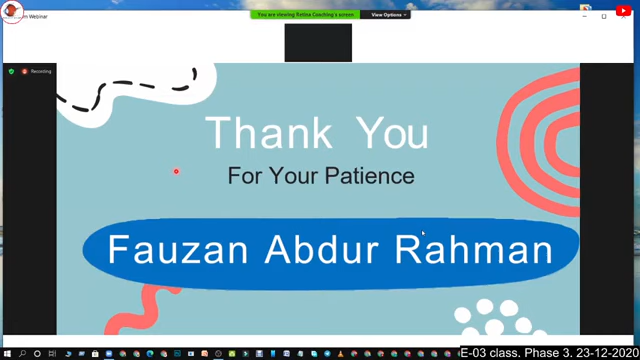 Webinar
You are viewing Retina Coaching's screen
View Options
Recording
Thank You
For Your Patience
Fauzan Abdur Rahman
E-03 class. Phase 3. 23-12-2020